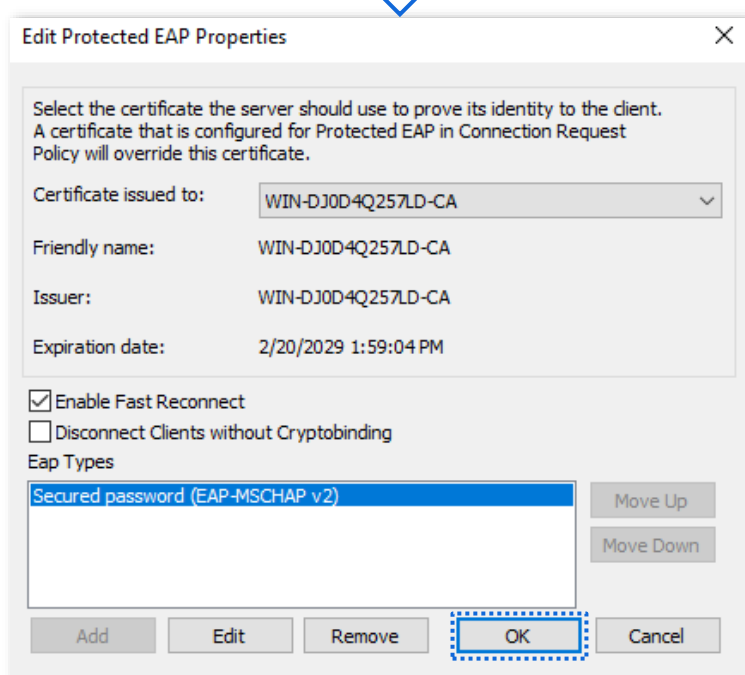 Edit Protected EAP Properties
Select the certificate the server should use to prove its identity to the client.
A certificate that is configured for Protected EAP in Connection Request
Policy will override this certificate.
Certificate issued to: WIN-DJ0D4Q257LD-CA
Friendly name: WIN-DJ0D4Q257LD-CA
Issuer: WIN-DJ0D4Q257LD-CA
Expiration date: 2/20/2029 1:59:04 PM
Enable Fast Reconnect
Disconnect Clients without Cryptobinding
Eap Types
Secured password (EAP-MSCHAP v2)
Move Up
Move Down
Add Edit Remove OK Cancel